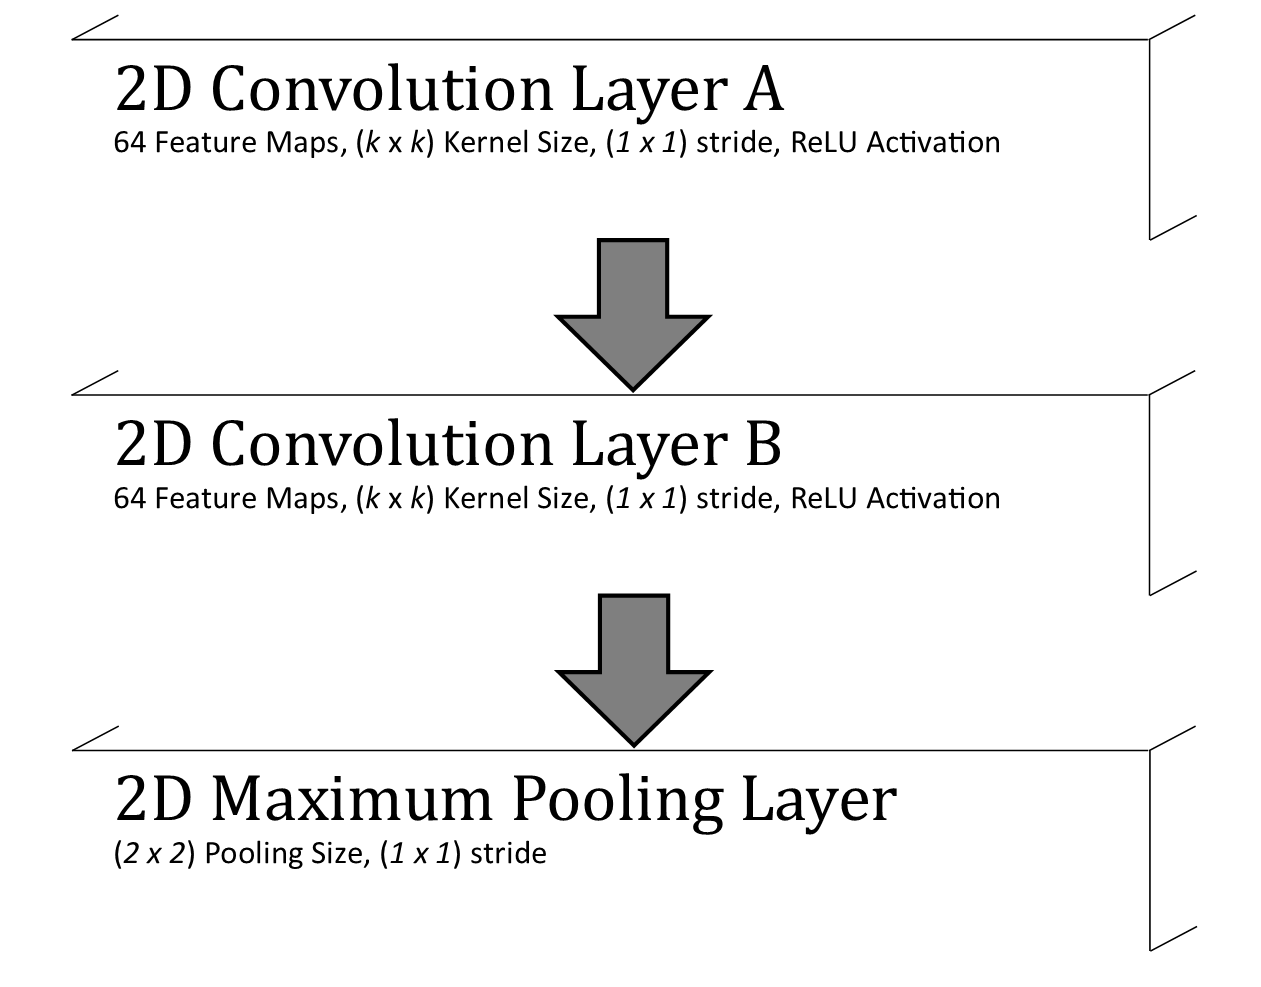 2D Convolution Layer A
64 Feature Maps, (k x k) Kernel Size, (1 x 1) stride, ReLU Activation
2D Convolution Layer B
64 Feature Maps, (k x k) Kernel Size, (1 x 1) stride, ReLU Activation
2D Maximum Pooling Layer
(2 x 2) Pooling Size, (1 x 1) stride